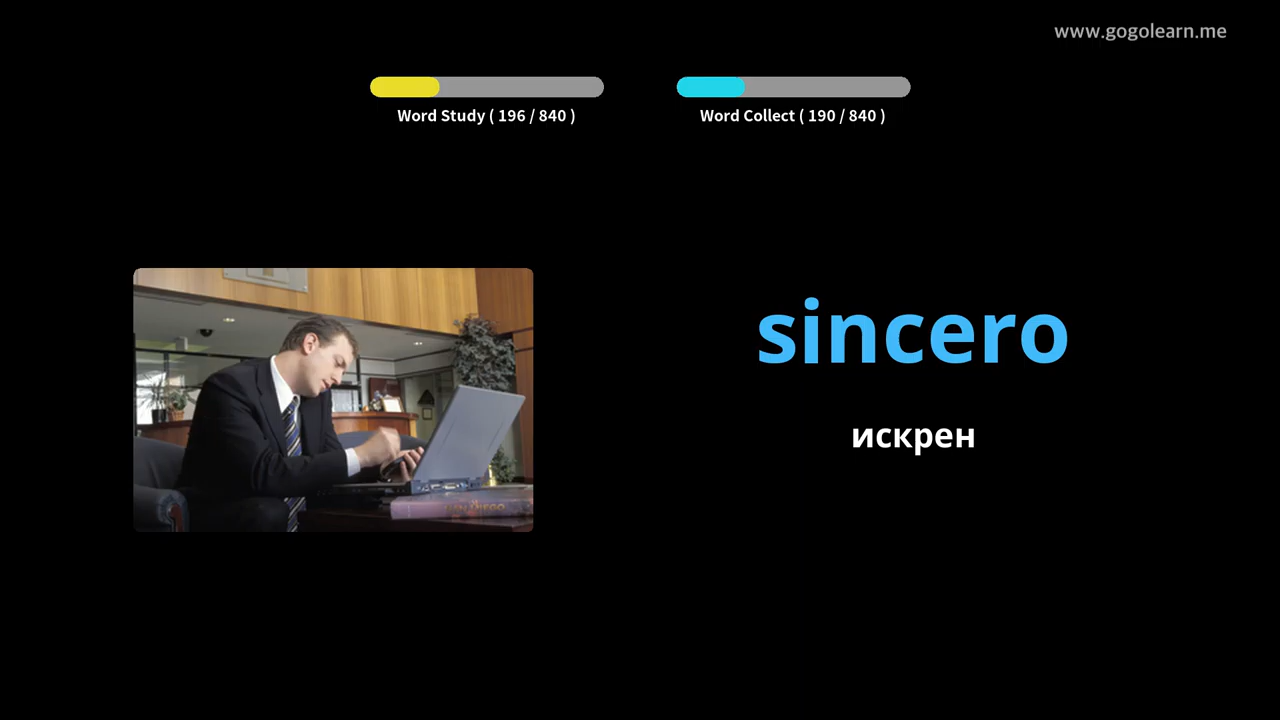 www.gogolearn.me
Word Study ( 196 / 840 )
Word Collect ( 190 / 840 )
sincero
искрен